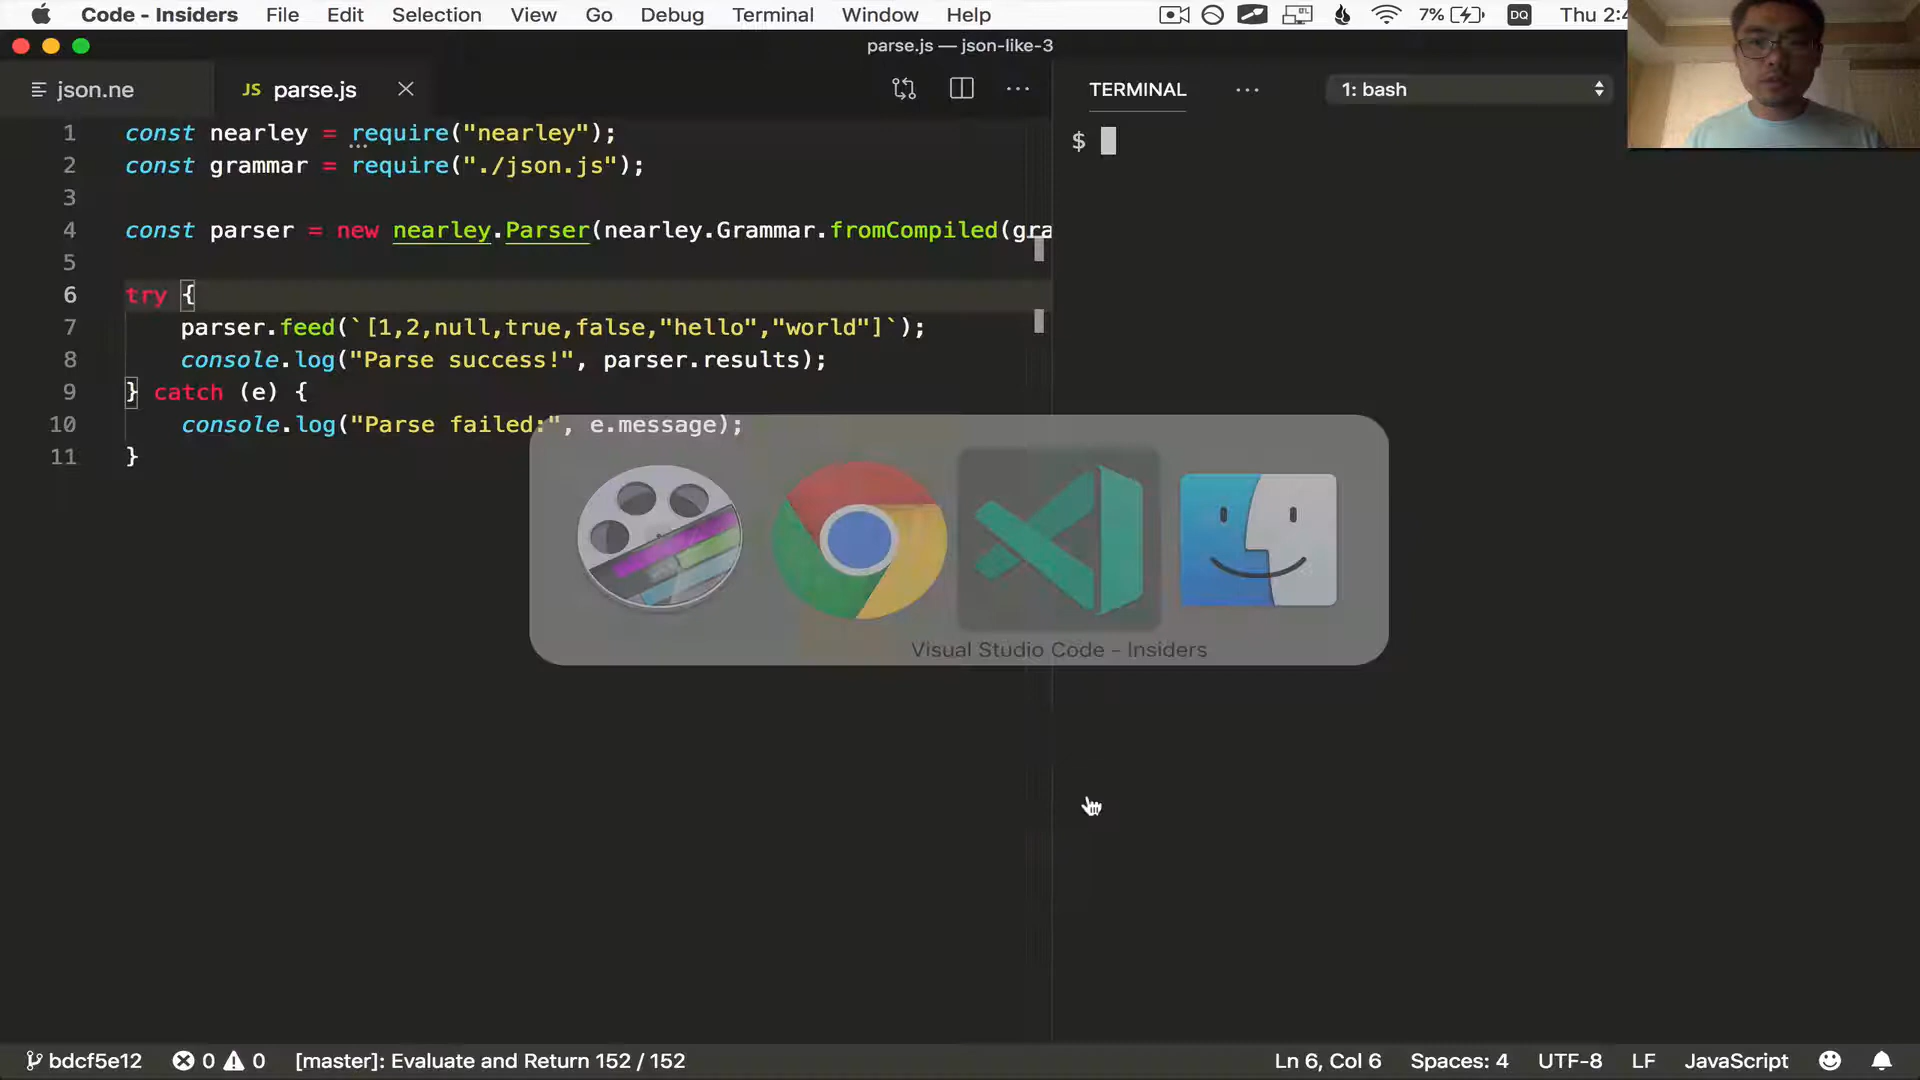 Code - Insiders File Edit Selection View Go Debug Terminal Window Help 7% DQ Thu 2:4
parse.js — json-like-3
json.ne JS parse.js
TERMINAL 1: bash
1 const nearley = require("nearley");
2 const grammar = require("./json.js");
3
4 const parser = new nearley.Parser(nearley.Grammar.fromCompiled(gra
5
6 try {
7 parser.feed(`[1,2,null,true,false,"hello","world"]`);
8 console.log("Parse success!", parser.results);
9 } catch (e) {
10 console.log("Parse failed:", e.message);
11 }
$
Visual Studio Code - Insiders
bdcf5e12 0 0 [master]: Evaluate and Return 152 / 152 Ln 6, Col 6 Spaces: 4 UTF-8 LF JavaScript